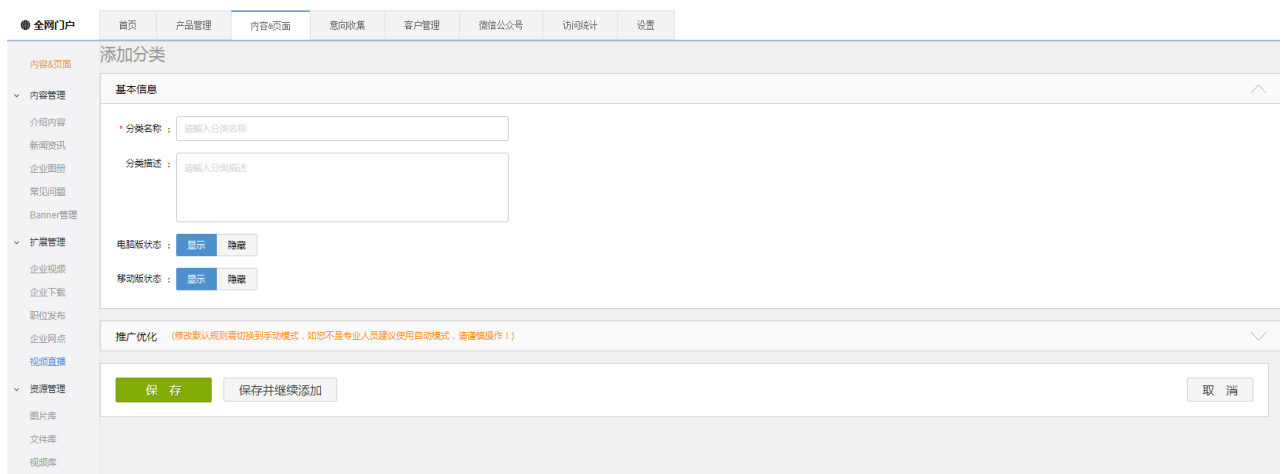 全网门户
首页 产品管理 内容&页面 意向收集 客户管理 微信公众号 访问统计 设置
内容&页面
内容管理
介绍内容
新闻资讯
企业图册
常见问题
Banner管理
扩展管理
企业视频
企业下载
职位发布
企业网点
视频直播
资源管理
图片库
文件库
视频库
添加分类
基本信息
* 分类名称 : 请输入分类名称
分类描述 : 请输入分类描述
电脑版状态 : 显示 隐藏
移动版状态 : 显示 隐藏
推广优化 (修改默认规则需切换到手动模式，如您不是专业人员建议使用自动模式，请谨慎操作！)
保 存 保存并继续添加 取 消